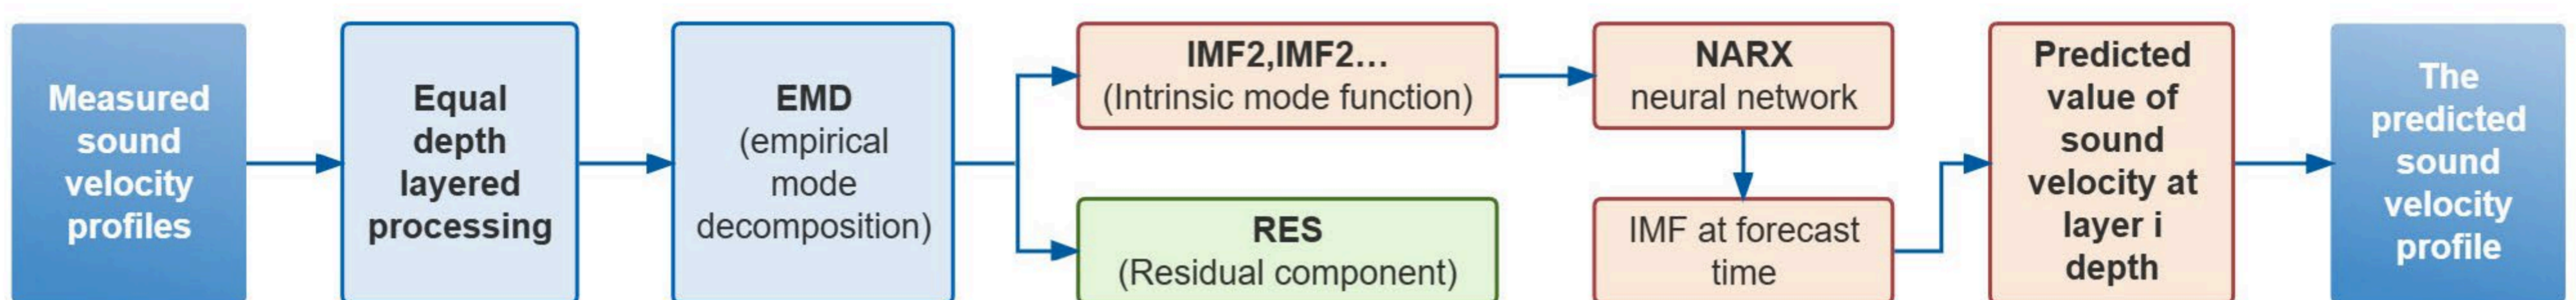 Measured
sound
velocity
profiles
Equal
depth
layered
processing
EMD
(empirical
mode
decomposition)
IMF2,IMF2...
(Intrinsic mode function)
RES
(Residual component)
NARX
neural network
IMF at forecast
time
Predicted
value of
sound
velocity at
layer i
depth
The
predicted
sound
velocity
profile